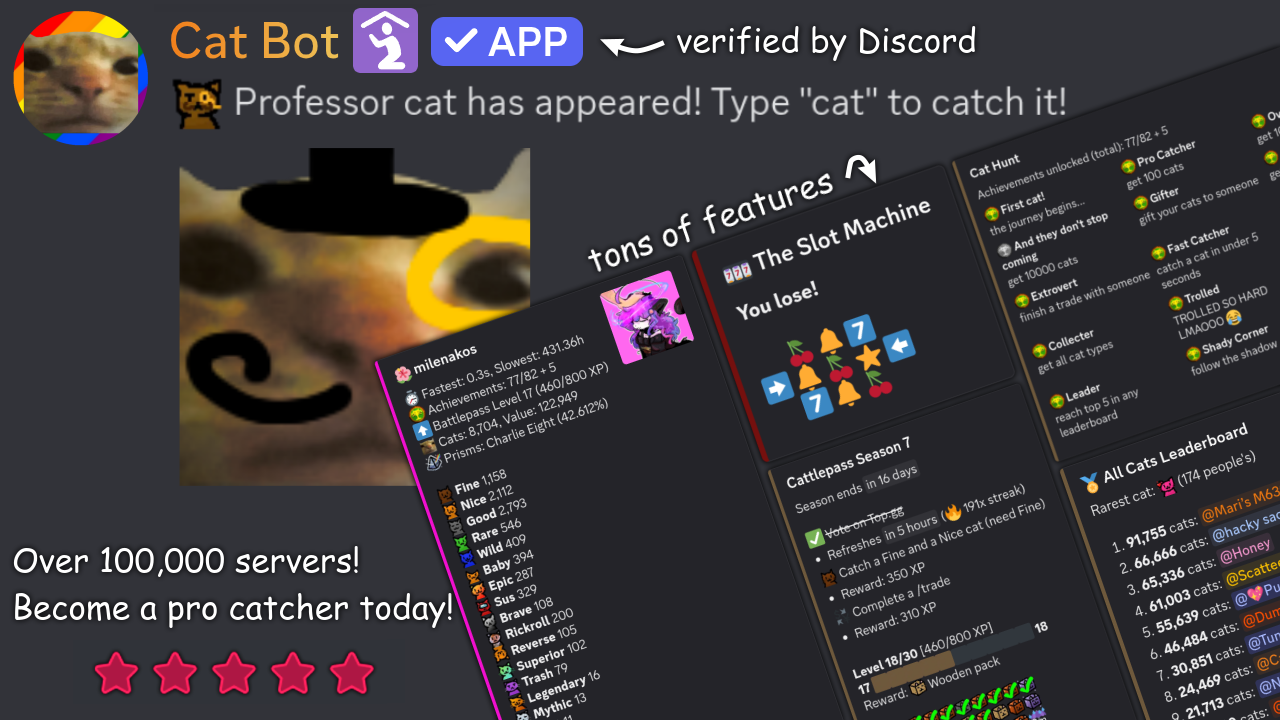 Cat Bot APP verified by Discord
Professor cat has appeared! Type "cat" to catch it!
tons of features
milenakos
Fastest: 0.3s, Slowest: 431.36h
Achievements: 77/82 + 5
Battlepass Level 17 (460/800 XP)
Cats: 8,704, Value: 122,949
Prisms: Charlie Eight (42.612%)
Fine 1,158
Nice 2,112
Good 2,793
Rare 546
Wild 409
Baby 394
Epic 287
Sus 329
Brave 108
Rickroll 200
Reverse 105
Superior 102
Trash 79
Legendary 16
Mythic 13
The Slot Machine
You lose!
7
7
Cattlepass Season 7
Season ends in 16 days
Vote on Top.gg
Refreshes in 5 hours (🔥 191x streak)
Catch a Fine and a Nice cat (need Fine)
Reward: 350 XP
Complete a /trade
Reward: 310 XP
Level 18/30 [460/800 XP]
17 18
Reward: Wooden pack
Cat Hunt
Achievements unlocked (total): 77/82 + 5
First cat!
the journey begins...
And they don't stop
coming
get 10000 cats
Extrovert
finish a trade with someone
Collecter
get all cat types
Leader
reach top 5 in any
leaderboard
Pro Catcher
get 100 cats
Gifter
gift your cats to someone
Fast Catcher
catch a cat in under 5
seconds
Trolled
TROLLED SO HARD
LMAOOO 😂
Shady Corner
follow the shadow
All Cats Leaderboard
Rarest cat: (174 people's)
1. 91,755 cats: @Mari's M63
2. 66,666 cats: @hacky sac
3. 65,336 cats: @Honey
4. 61,003 cats: @Scatte
5. 55,639 cats: @💖Pu
6. 46,484 cats: @Dum
7. 30,851 cats: @Tun
8. 24,469 cats: @C
9. 21,713 cats: @N
Over 100,000 servers!
Become a pro catcher today!